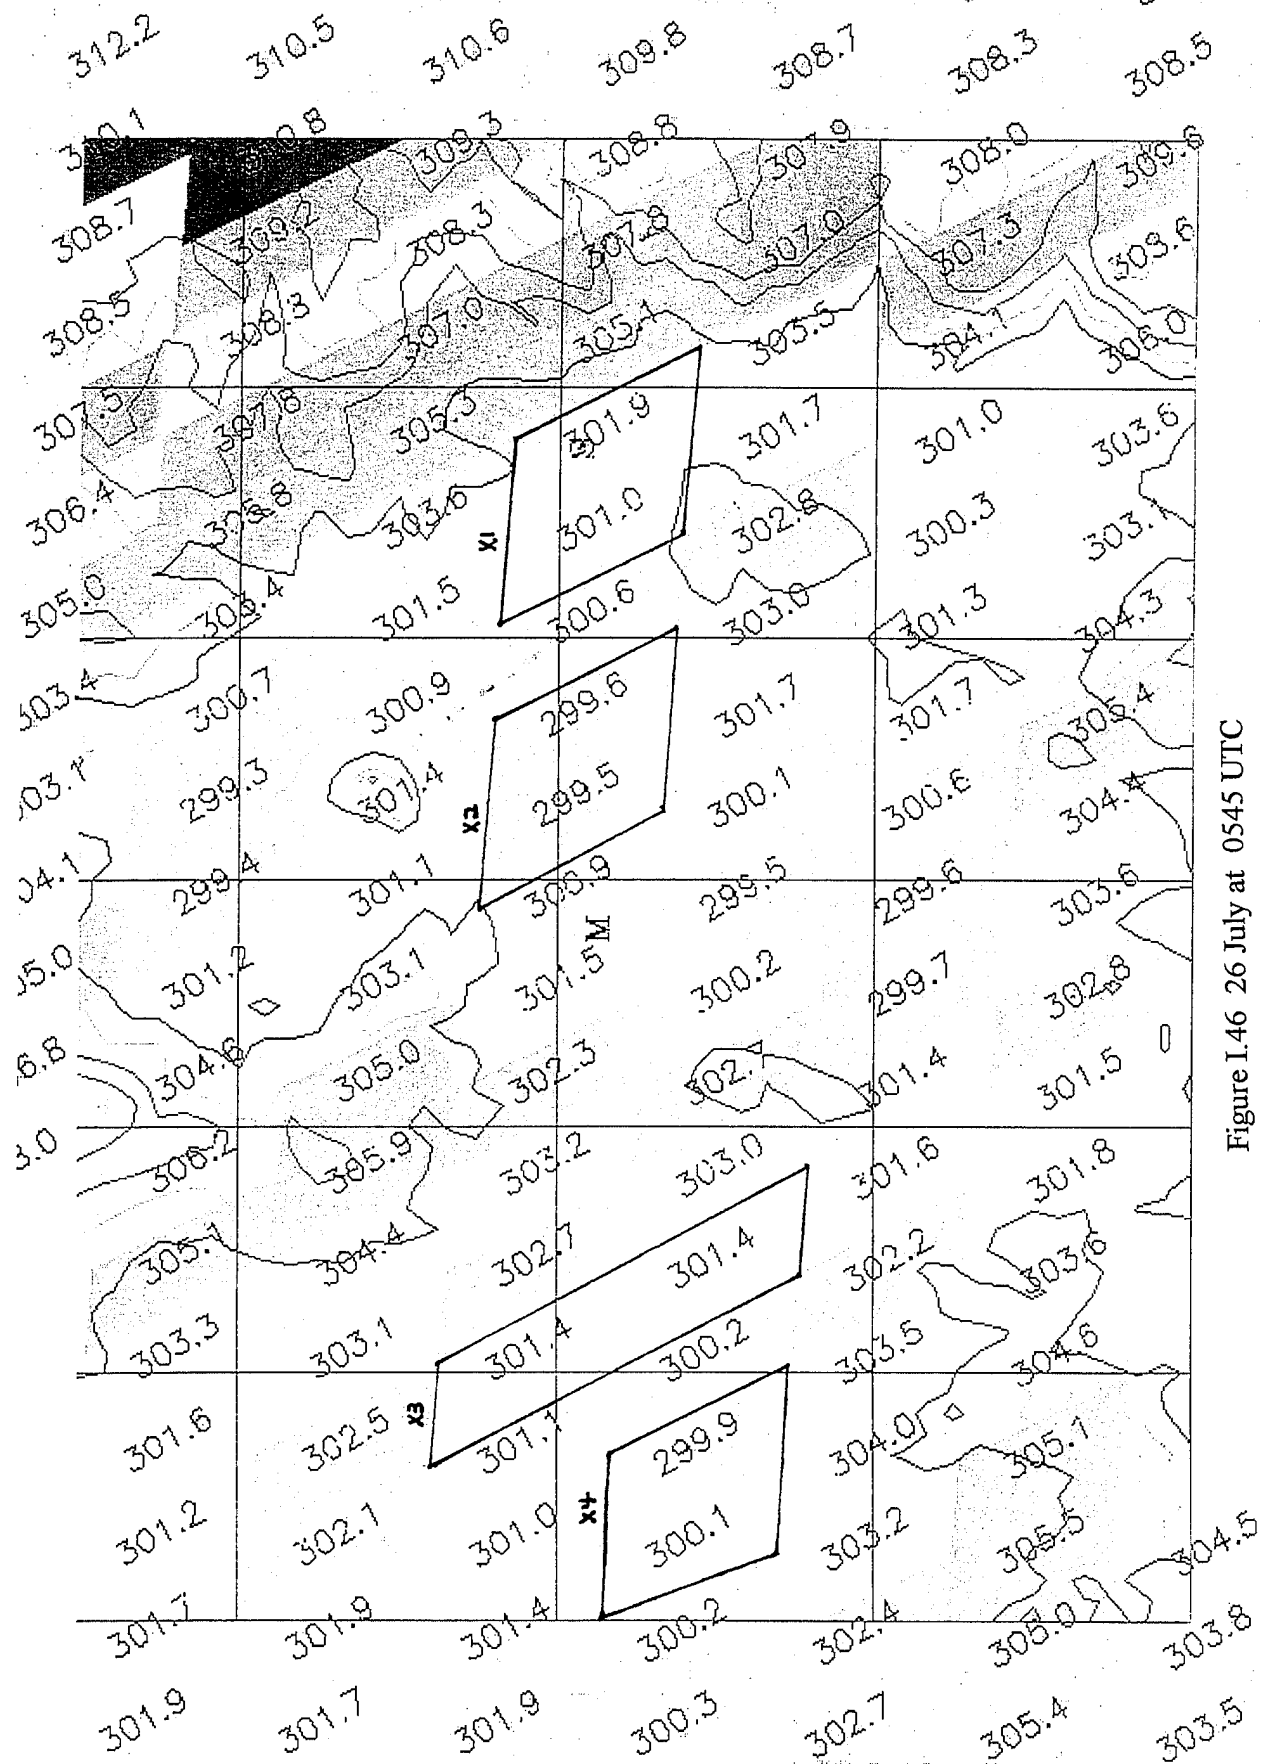 312.2 310.5 310.6 309.8 308.7 308.3 308.5
309.3 308.8 307.9 308.0 309.6
308.7 309.2 308.3 307.8 307.0 307.3
308.5 308.3 307.0 305.1 303.5 304.1 306.0
307.5 307.8 305.3 301.9 301.7 301.0 303.6
306.4 305.8 303.6 301.0 302.8 300.3 303.1
X1
305.0 303.4 301.5 300.6 303.0 301.3 304.3
303.4 300.7 300.9 299.6 301.7 301.7 305.4
03.1 299.3 301.4 299.5 300.1 300.6 304.4
X2
04.1 299.4 301.1 300.9 299.5 299.6 303.6
M
05.0 301.2 303.1 301.5 300.2 299.7 302.8
6.8 304.6 305.0 302.3 301.4 301.5
3.0 306.2 305.9 303.2 303.0 301.6 301.8
305.1 304.4 302.7 301.4 302.2 303.6
303.3 303.1 301.4 300.2 303.5 304.6
X3
301.6 302.5 301.1 299.9 304.0 305.1
X4
301.2 302.1 301.0 300.1 303.2 305.5 304.5
301.7 301.9 301.4 300.2 302.4 305.0 303.8
301.9 301.7 301.9 300.3 302.7 305.4 303.5
Figure I.46 26 July at 0545 UTC